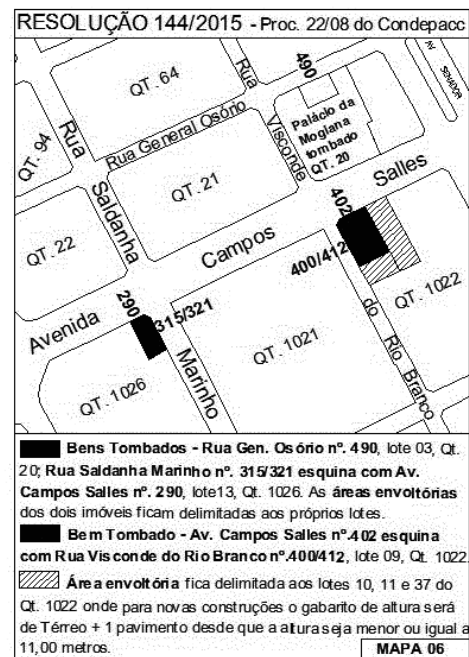 RESOLUÇÃO 144/2015 - Proc. 22/08 do Condepacc
QT. 64
Rua
490
AV
SENADOR
QT. 94
Rua
Rua General Osório
Visconde
Palácio da
Mogiana
tombado
QT. 20
Saldanha
QT. 21
Salles
402
QT. 22
Campos
400/412
QT. 1022
Avenida
290
315/321
do
Rio Branco
QT. 1021
Marinho
QT. 1026
Bens Tombados - Rua Gen. Osório nº. 490, lote 03, Qt.
20; Rua Saldanha Marinho nº. 315/321 esquina com Av.
Campos Salles nº. 290, lote13, Qt. 1026. As áreas envoltórias
dos dois imóveis ficam delimitadas aos próprios lotes.
Bem Tombado - Av. Campos Salles nº.402 esquina
com Rua Visconde do Rio Branco nº.400/412, lote 09, Qt. 1022.
Área envoltória fica delimitada aos lotes 10, 11 e 37 do
Qt. 1022 onde para novas construções o gabarito de altura será
de Térreo + 1 pavimento desde que a altura seja menor ou igual a
11,00 metros.
MAPA 06